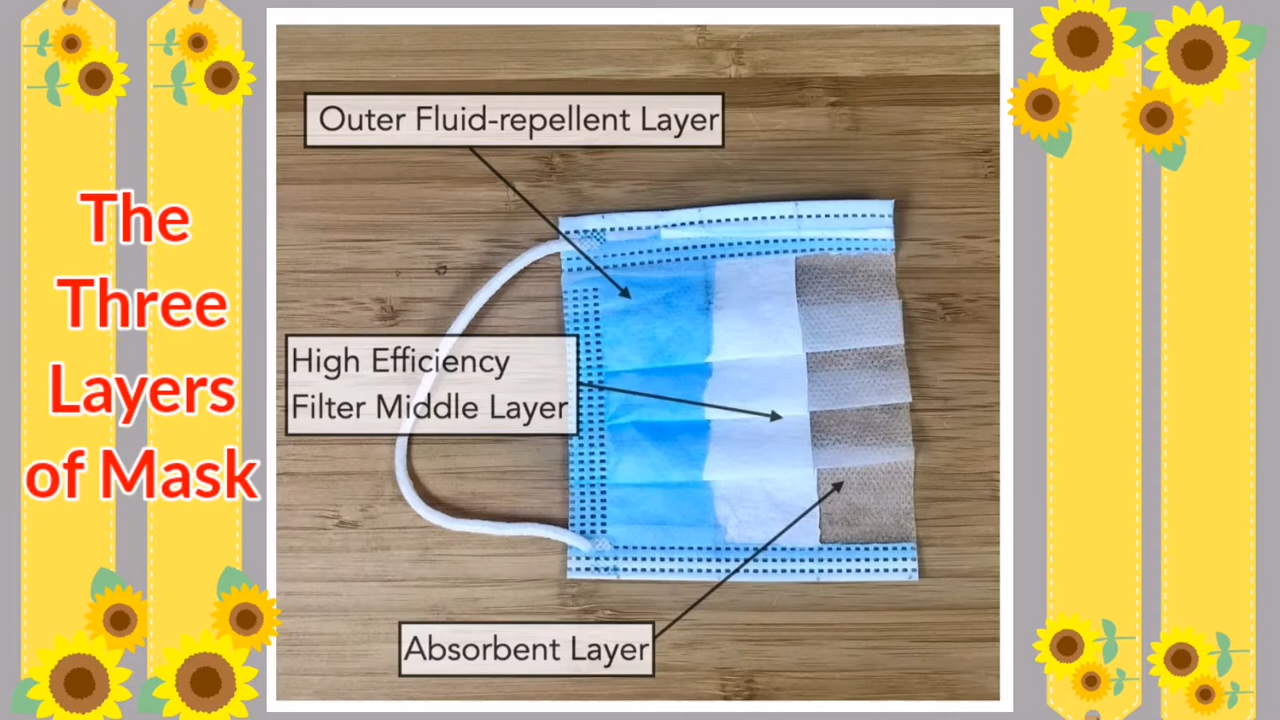 The
Three
Layers
of Mask
Outer Fluid-repellent Layer
High Efficiency
Filter Middle Layer
Absorbent Layer